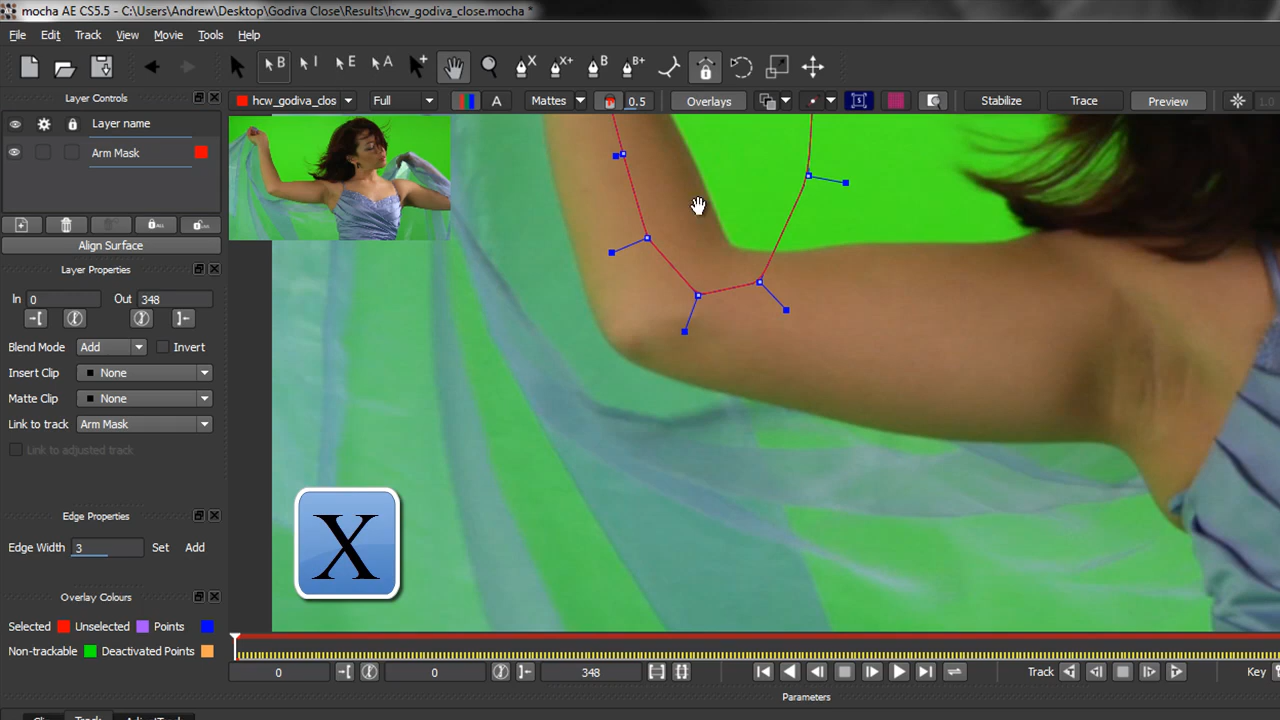 mocha AE CS5.5 - C:\Users\Andrew\Desktop\Godiva Close\Results\hcw_godiva_close.mocha *
File Edit Track View Movie Tools Help
B I E A X X+ B B+
Layer Controls
hcw_godiva_clos Full A Mattes 0.5 Overlays Stabilize Trace Preview 1.0
Layer name
Arm Mask
Align Surface
Layer Properties
In 0 Out 348
Blend Mode Add Invert
Insert Clip None
Matte Clip None
Link to track Arm Mask
Link to adjusted track
X
Edge Properties
Edge Width 3 Set Add
Overlay Colours
Selected Unselected Points
Non-trackable Deactivated Points
0 0 348 Track Key
Parameters